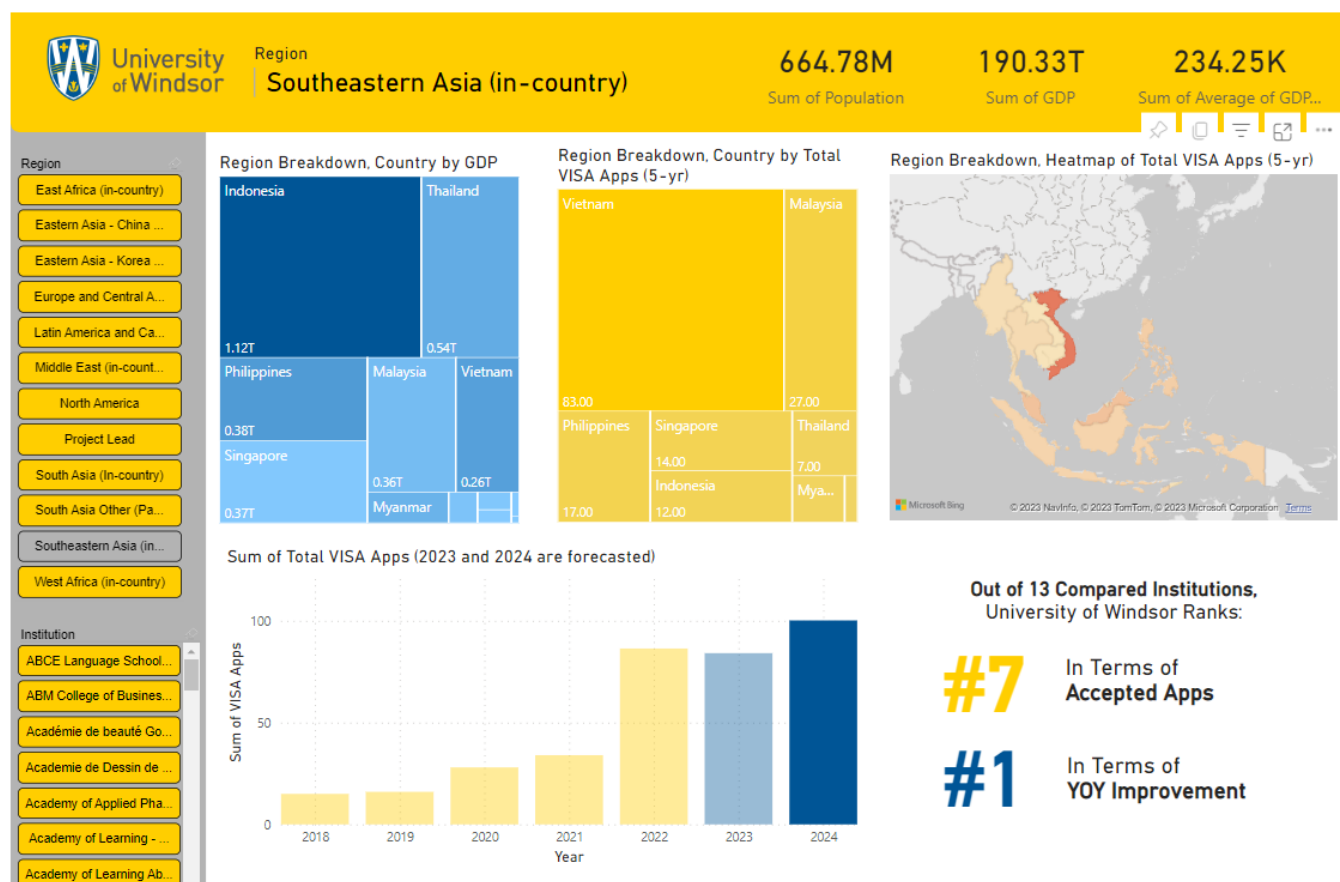 University
of Windsor
Region
Southeastern Asia (in-country)
664.78M
Sum of Population
190.33T
Sum of GDP
234.25K
Sum of Average of GDP...
Region
East Africa (in-country)
Eastern Asia - China ...
Eastern Asia - Korea ...
Europe and Central A...
Latin America and Ca...
Middle East (in-count...
North America
Project Lead
South Asia (In-country)
South Asia Other (Pa...
Southeastern Asia (in...
West Africa (in-country)
Institution
ABCE Language School...
ABM College of Busines...
Académie de beauté Go...
Academie de Dessin de ...
Academy of Applied Pha...
Academy of Learning - ...
Academy of Learning Ab...
Region Breakdown, Country by GDP
Indonesia
1.12T
Thailand
0.54T
Philippines
0.38T
Malaysia
0.36T
Vietnam
0.26T
Singapore
0.37T
Myanmar
Region Breakdown, Country by Total
VISA Apps (5-yr)
Vietnam
83.00
Malaysia
27.00
Philippines
17.00
Singapore
14.00
Thailand
7.00
Indonesia
12.00
Mya...
Region Breakdown, Heatmap of Total VISA Apps (5-yr)
Microsoft Bing
© 2023 NavInfo, © 2023 TomTom, © 2023 Microsoft Corporation Terms
Sum of Total VISA Apps (2023 and 2024 are forecasted)
Sum of VISA Apps
100
50
0
2018 2019 2020 2021 2022 2023 2024
Year
Out of 13 Compared Institutions,
University of Windsor Ranks:
#7
In Terms of
Accepted Apps
#1
In Terms of
YOY Improvement